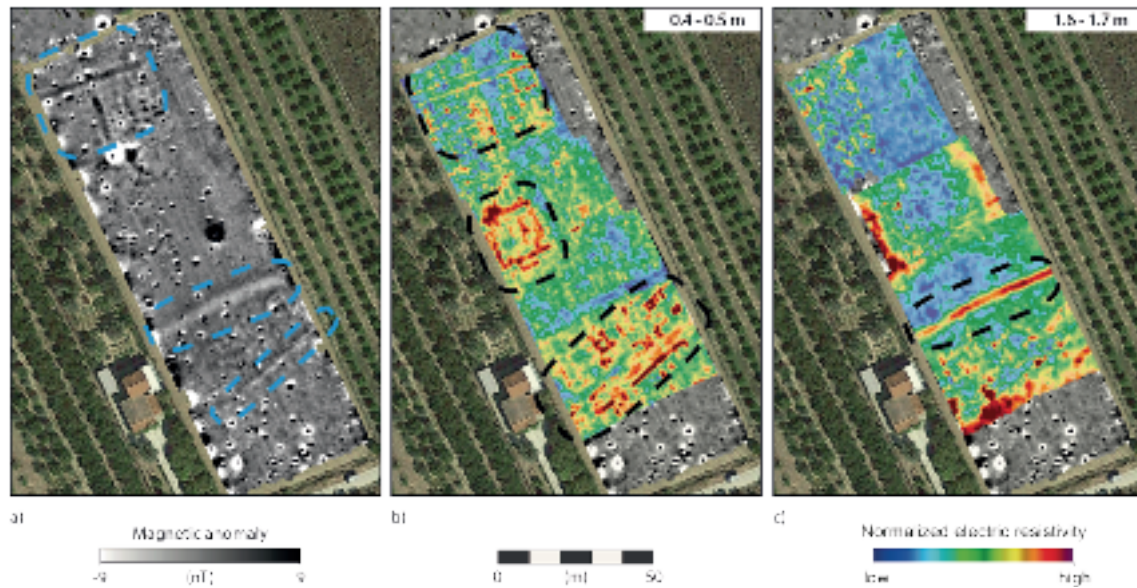 0.4 - 0.5 m
1.6 - 1.7 m
a)
b)
c)
Magnetic anomaly
-9
(nT)
9
0
(m)
50
Normalized electric resistivity
low
high